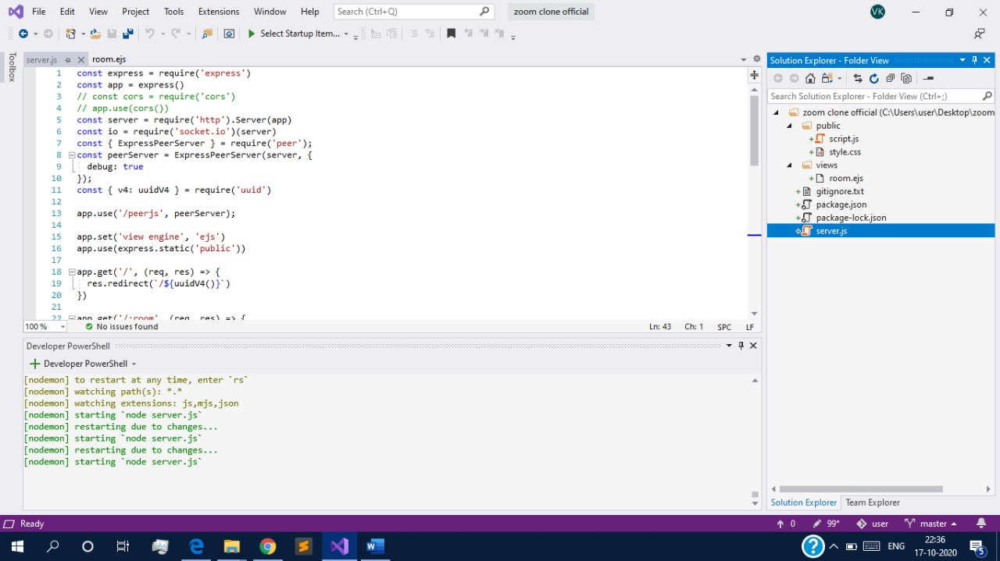 File Edit View Project Tools Extensions Window Help Search (Ctrl+Q) zoom clone official VK
Select Startup Item...
Toolbox
server.js room.ejs
1 const express = require('express')
2 const app = express()
3 // const cors = require('cors')
4 // app.use(cors())
5 const server = require('http').Server(app)
6 const io = require('socket.io')(server)
7 const { ExpressPeerServer } = require('peer');
8 const peerServer = ExpressPeerServer(server, {
9 debug: true
10 });
11 const { v4: uuidV4 } = require('uuid')
12
13 app.use('/peerjs', peerServer);
14
15 app.set('view engine', 'ejs')
16 app.use(express.static('public'))
17
18 app.get('/', (req, res) => {
19 res.redirect(`/${uuidV4()}`)
20 })
21
22 app.get('/:room', (req, res) => {
100 % No issues found Ln: 43 Ch: 1 SPC LF
Developer PowerShell
Developer PowerShell
[nodemon] to restart at any time, enter `rs`
[nodemon] watching path(s): *.*
[nodemon] watching extensions: js,mjs,json
[nodemon] starting `node server.js`
[nodemon] restarting due to changes...
[nodemon] starting `node server.js`
[nodemon] restarting due to changes...
[nodemon] starting `node server.js`
Solution Explorer - Folder View
Search Solution Explorer - Folder View (Ctrl+;)
zoom clone official (C:\Users\user\Desktop\zoom
public
script.js
style.css
views
room.ejs
gitignore.txt
package.json
package-lock.json
server.js
Solution Explorer Team Explorer
Ready 0 99* user master
W ENG 22:36
17-10-2020 5